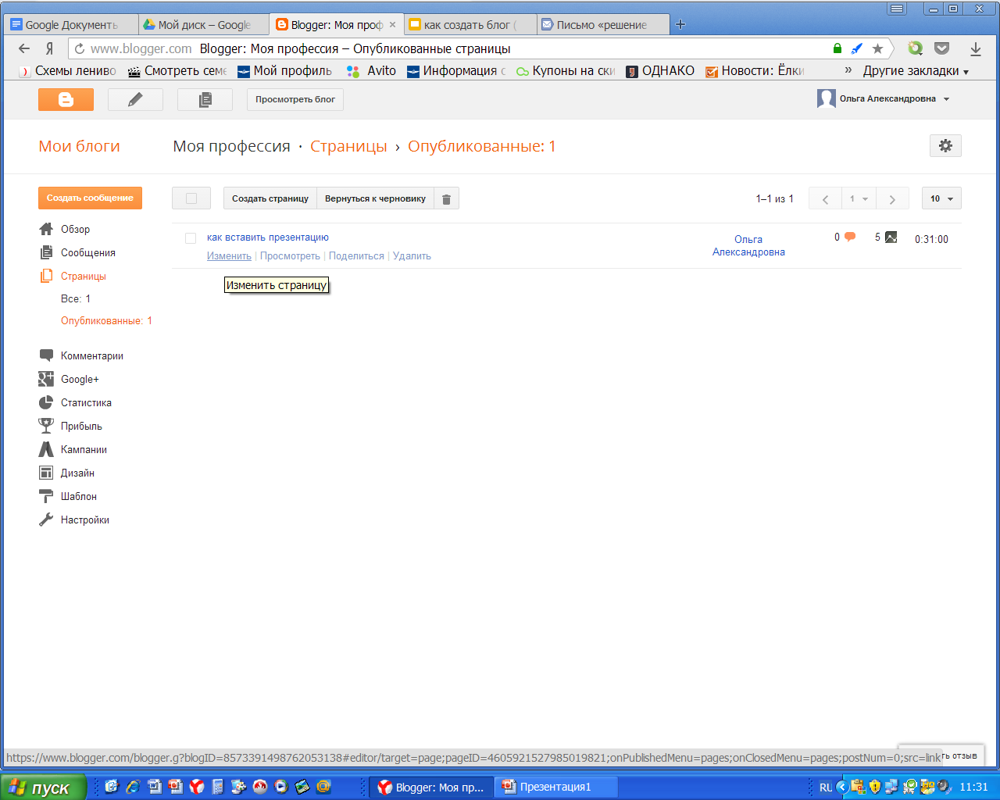 Google Документы
Мой диск – Google
Blogger: Моя проф
как создать блог (
Письмо «решение
Я
www.blogger.com Blogger: Моя профессия – Опубликованные страницы
Схемы лениво
Смотреть семе
Мой профиль
Avito
Информация с
Купоны на ски
ОДНАКО
Новости: Ёлки
»
Другие закладки
Просмотреть блог
Ольга Александровна
Мои блоги
Моя профессия · Страницы › Опубликованные: 1
Создать сообщение
Создать страницу
Вернуться к черновику
1–1 из 1
1
10
Обзор
Сообщения
Страницы
Все: 1
Опубликованные: 1
Комментарии
Google+
Статистика
Прибыль
Кампании
Дизайн
Шаблон
Настройки
как вставить презентацию
Изменить | Просмотреть | Поделиться | Удалить
Изменить страницу
Ольга
Александровна
0
5
0:31:00
https://www.blogger.com/blogger.g?blogID=8573391498762053138#editor/target=page;pageID=4605921527985019821;onPublishedMenu=pages;onClosedMenu=pages;postNum=0;src=link
ть отзыв
пуск
Blogger: Моя пр...
Презентация1
RU
11:31